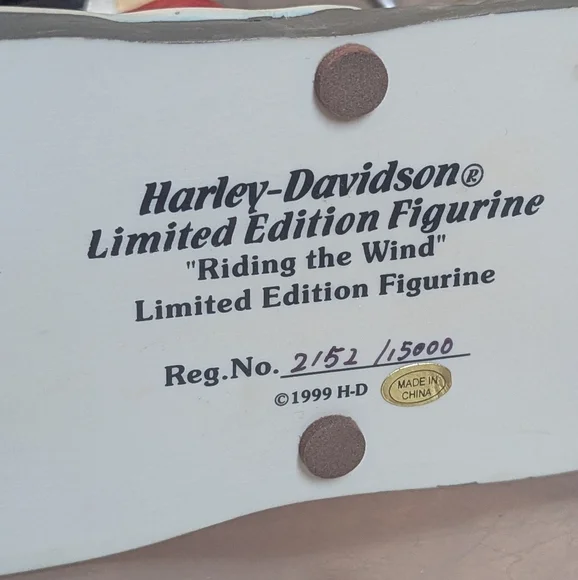 Harley-Davidson®
Limited Edition Figurine
"Riding the Wind"
Limited Edition Figurine
Reg.No. 2152 /15000
©1999 H-D
MADE IN
CHINA